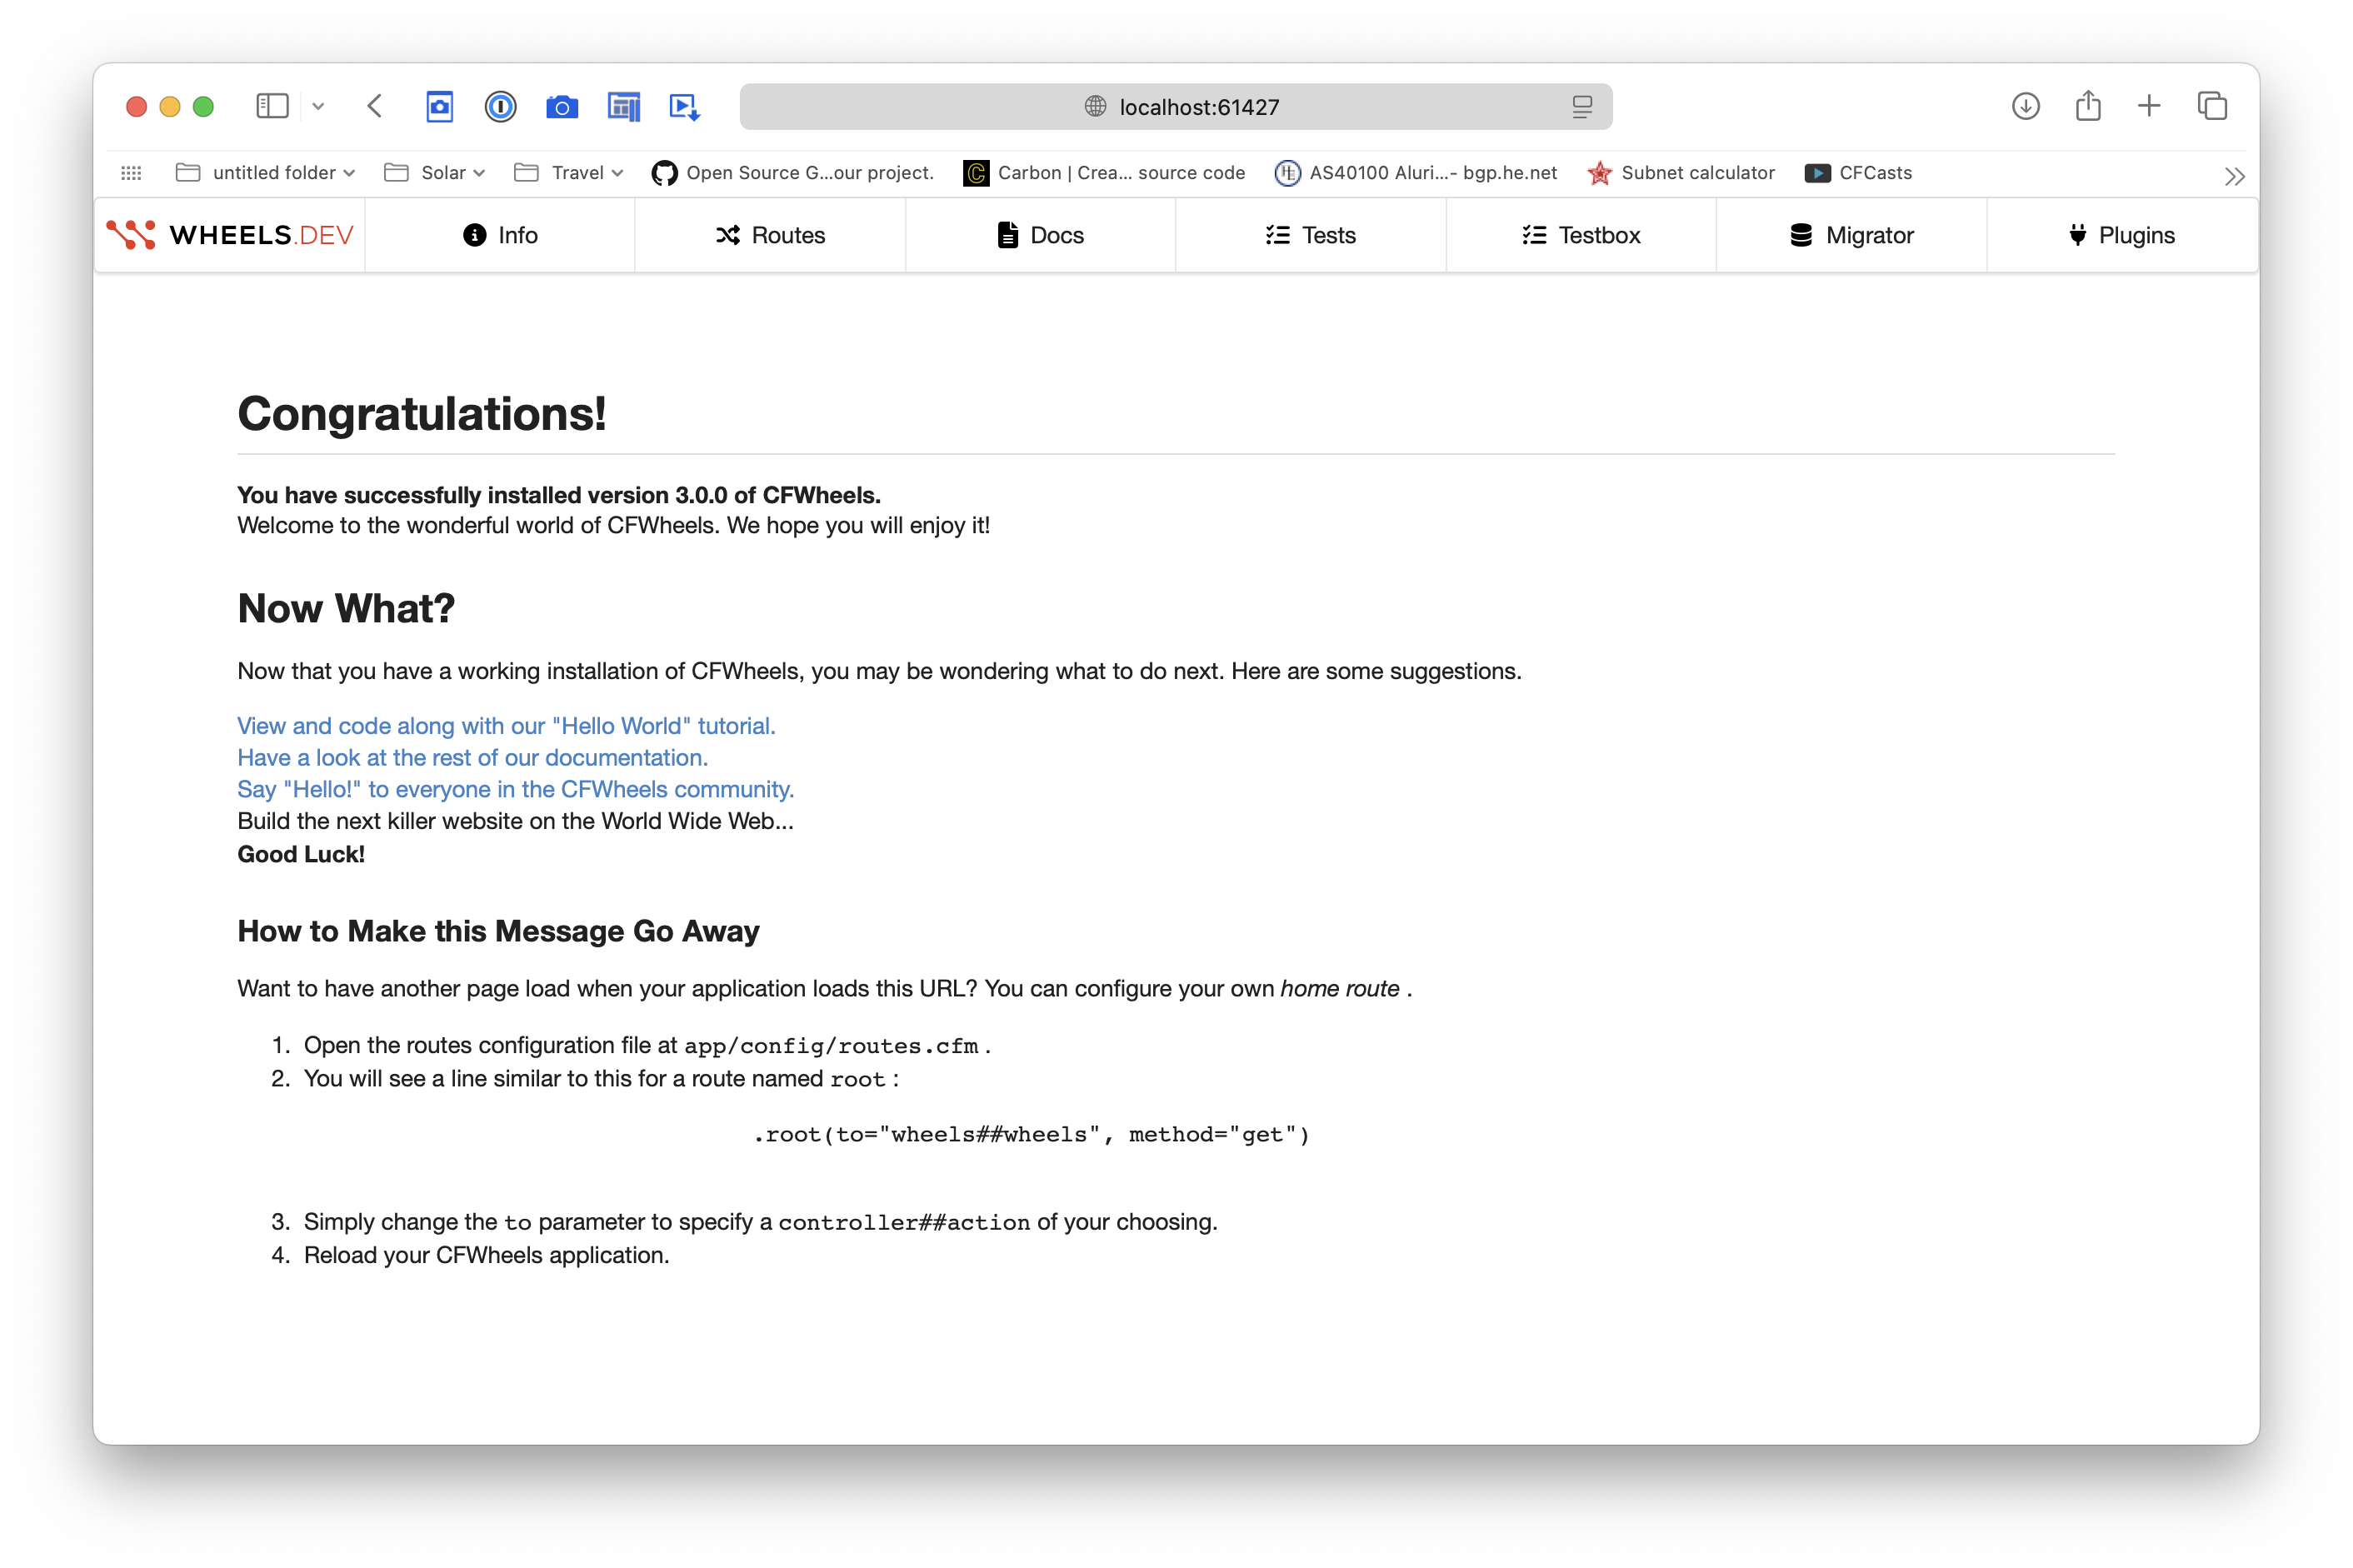 localhost:61427
untitled folder Solar Travel Open Source G...our project. Carbon | Crea... source code AS40100 Aluri...- bgp.he.net Subnet calculator CFCasts
WHEELS.DEV Info Routes Docs Tests Testbox Migrator Plugins
Congratulations!
You have successfully installed version 3.0.0 of CFWheels.
Welcome to the wonderful world of CFWheels. We hope you will enjoy it!
Now What?
Now that you have a working installation of CFWheels, you may be wondering what to do next. Here are some suggestions.
View and code along with our "Hello World" tutorial.
Have a look at the rest of our documentation.
Say "Hello!" to everyone in the CFWheels community.
Build the next killer website on the World Wide Web...
Good Luck!
How to Make this Message Go Away
Want to have another page load when your application loads this URL? You can configure your own home route .
1. Open the routes configuration file at app/config/routes.cfm .
2. You will see a line similar to this for a route named root :
.root(to="wheels##wheels", method="get")
3. Simply change the to parameter to specify a controller##action of your choosing.
4. Reload your CFWheels application.